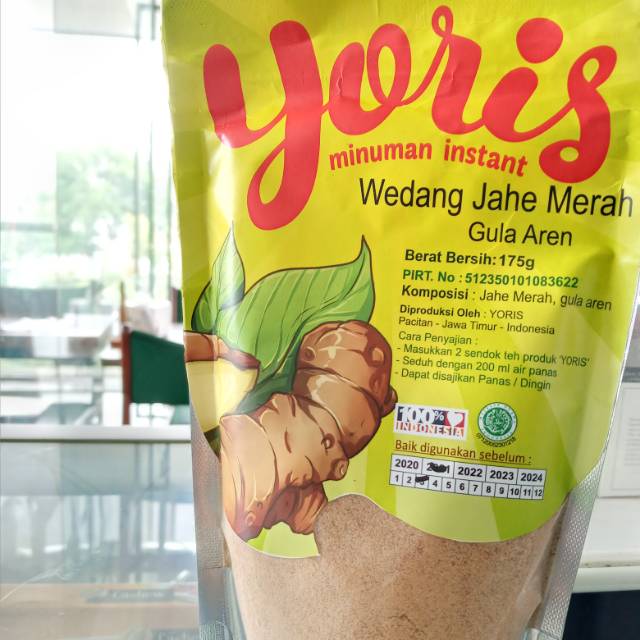 yoris
minuman instant
Wedang Jahe Merah
Gula Aren
Berat Bersih: 175g
PIRT. No : 512350101083622
Komposisi : Jahe Merah, gula aren
Diproduksi Oleh : YORIS
Pacitan - Jawa Timur - Indonesia
Cara Penyajian :
- Masukkan 2 sendok teh produk 'YORIS'
- Seduh dengan 200 ml air panas
- Dapat disajikan Panas / Dingin
100%
INDONESIA
Baik digunakan sebelum :
2020 2022 2023 2024
1 2 4 5 6 7 8 9 10 11 12